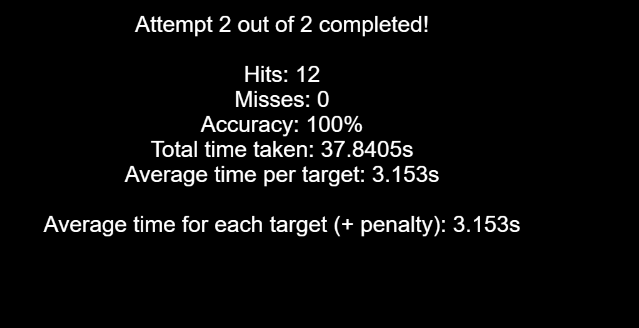 Attempt 2 out of 2 completed!
Hits: 12
Misses: 0
Accuracy: 100%
Total time taken: 37.8405s
Average time per target: 3.153s
Average time for each target (+ penalty): 3.153s